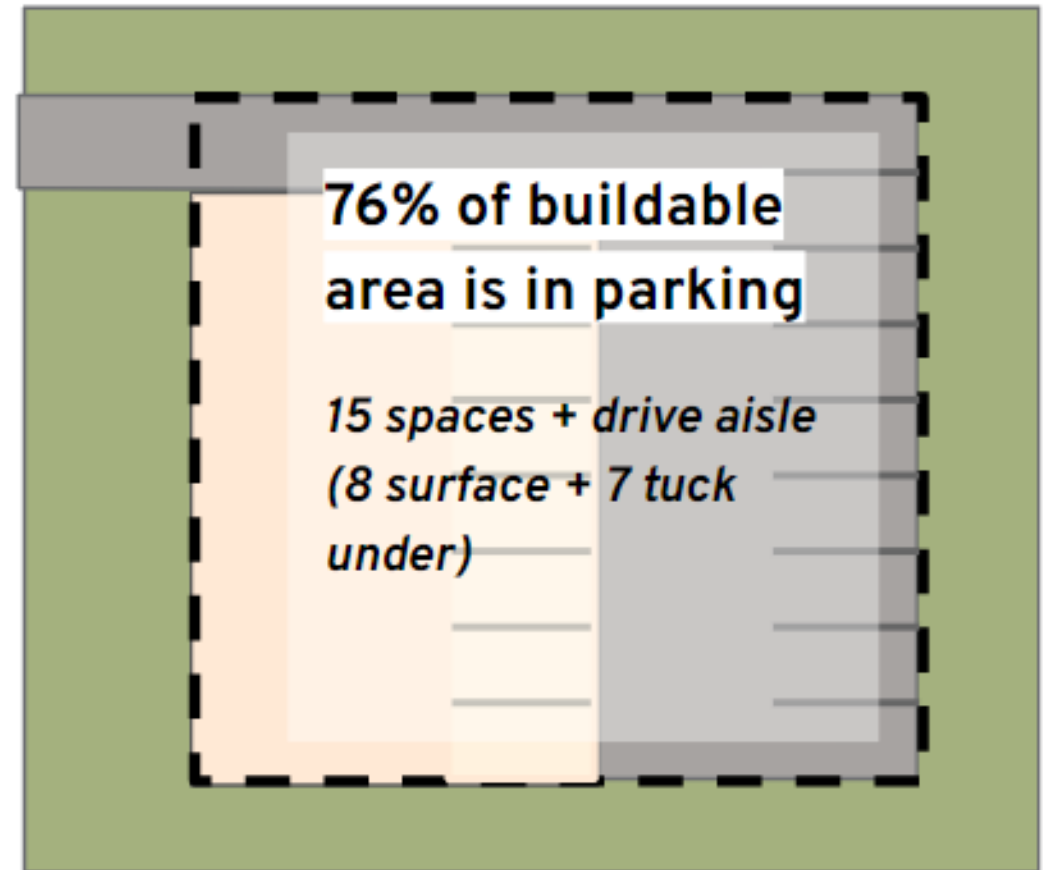 76% of buildable
area is in parking
15 spaces + drive aisle
(8 surface + 7 tuck
under)